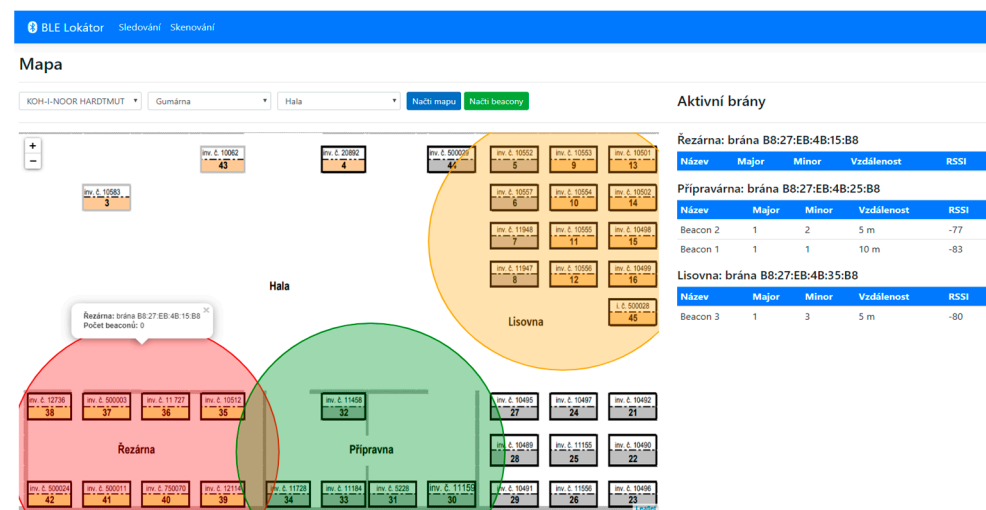 BLE Lokátor Sledování Skenování
Mapa
KOH-I-NOOR HARDTMUT Gumárna Hala Načti mapu Načti beacony
+
−
inv. č. 10062
43
inv. č. 20892
4
inv. č. 500029
44
inv. č. 10552
5
inv. č. 10553
9
inv. č. 10501
13
inv. č. 10583
3
inv. č. 10557
6
inv. č. 10554
10
inv. č. 10502
14
inv. č. 11948
7
inv. č. 10555
11
inv. č. 10498
15
inv. č. 11947
8
inv. č. 10556
12
inv. č. 10499
16
Hala
i. č. 500028
45
Lisovna
Řezárna: brána B8:27:EB:4B:15:B8 ×
Počet beaconů: 0
inv. č. 12736
38
inv. č. 500003
37
inv. č. 11 727
36
inv. č. 10512
35
inv. č. 11458
32
inv. č. 10495
27
inv. č. 10497
24
inv. č. 10492
21
Řezárna
Přípravna
inv. č. 10489
28
inv. č. 11155
25
inv. č. 10490
22
inv. č. 500024
42
inv. č. 500011
41
inv. č. 750070
40
inv. č. 12114
39
inv. č. 11728
34
inv. č. 11184
33
inv. č. 5228
31
inv. č. 11159
30
inv. č. 10491
29
inv. č. 11556
26
inv. č. 10496
23
Leaflet
Aktivní brány
Řezárna: brána B8:27:EB:4B:15:B8
Název Major Minor Vzdálenost RSSI
Přípravárna: brána B8:27:EB:4B:25:B8
Název Major Minor Vzdálenost RSSI
Beacon 2 1 2 5 m -77
Beacon 1 1 1 10 m -83
Lisovna: brána B8:27:EB:4B:35:B8
Název Major Minor Vzdálenost RSSI
Beacon 3 1 3 5 m -80